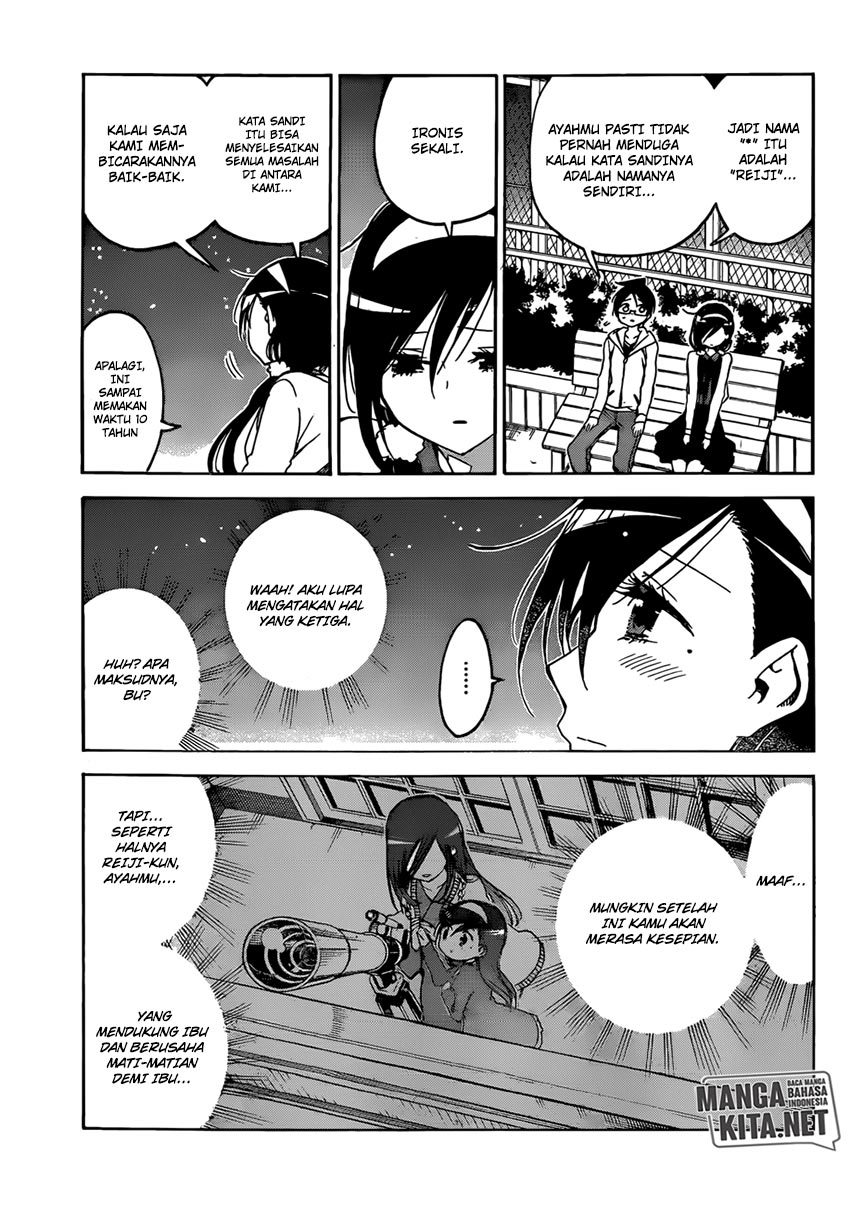 JADI NAMA
"*" ITU
ADALAH
"REIJI"...
AYAHMU PASTI TIDAK
PERNAH MENDUGA
KALAU KATA SANDINYA
ADALAH NAMANYA
SENDIRI...
IRONIS
SEKALI.
KATA SANDI
ITU BISA
MENYELESAIKAN
SEMUA MASALAH
DI ANTARA
KAMI...
KALAU SAJA
KAMI MEM-
BICARAKANNYA
BAIK-BAIK.
APALAGI,
INI
SAMPAI
MEMAKAN
WAKTU 10
TAHUN
........
WAAH! AKU LUPA
MENGATAKAN HAL
YANG KETIGA.
HUH? APA
MAKSUDNYA,
BU?
MAAF...
MUNGKIN SETELAH
INI KAMU AKAN
MERASA KESEPIAN.
TAPI...
SEPERTI
HALNYA
REIJI-KUN,
AYAHMU,...
YANG
MENDUKUNG IBU
DAN BERUSAHA
MATI-MATIAN
DEMI IBU...
MANGA
KITA.NET
BACA MANGA
BAHASA
INDONESIA